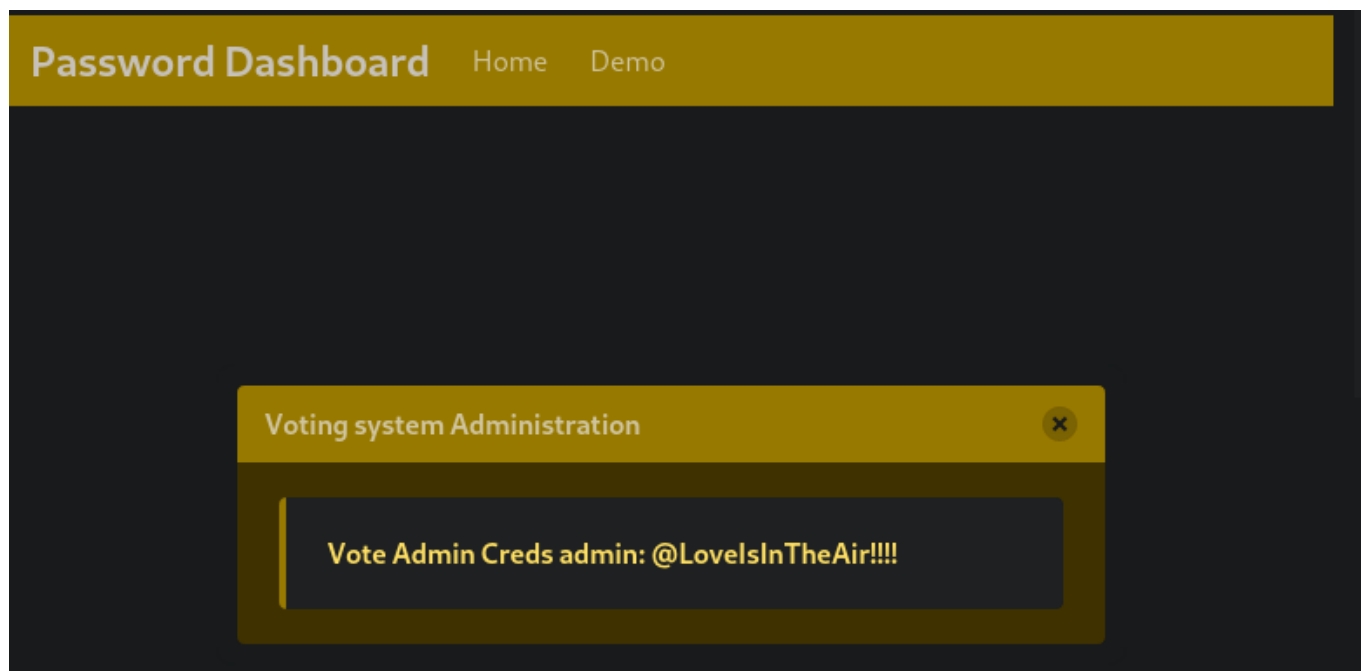 Password Dashboard Home Demo
Voting system Administration
Vote Admin Creds admin: @LoveIsInTheAir!!!!